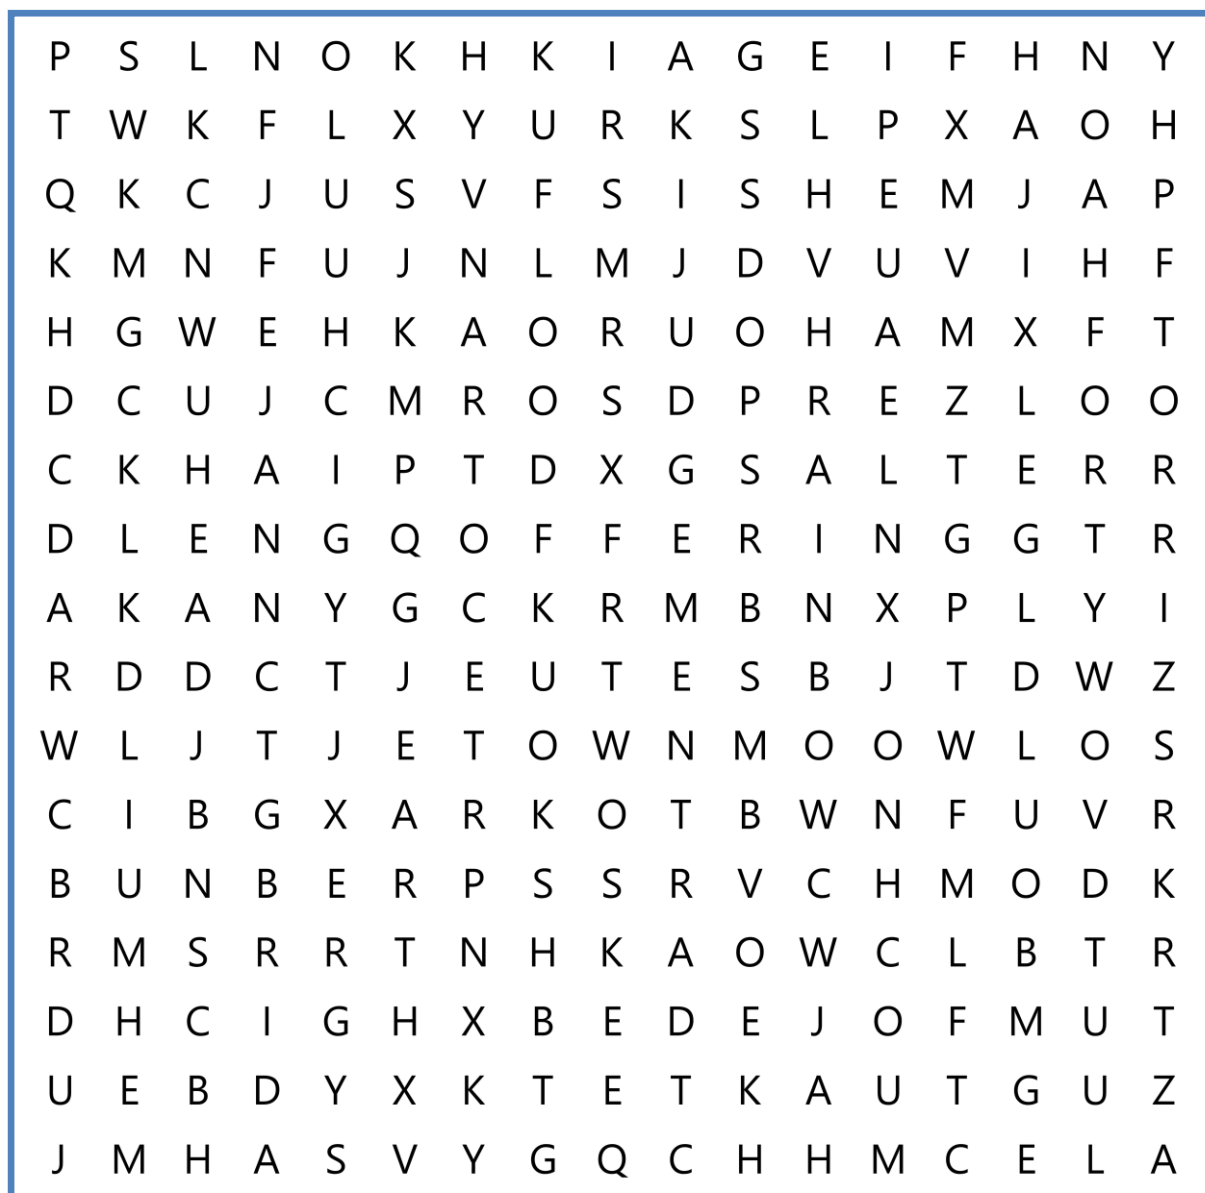 P S L N O K H K I A G E I F H N Y
T W K F L X Y U R K S L P X A O H
Q K C J U S V F S I S H E M J A P
K M N F U J N L M J D V U V I H F
H G W E H K A O R U O H A M X F T
D C U J C M R O S D P R E Z L O O
C K H A I P T D X G S A L T E R R
D L E N G Q O F F E R I N G G T R
A K A N Y G C K R M B N X P L Y I
R D D C T J E U T E S B J T D W Z
W L J T J E T O W N M O O W L O S
C I B G X A R K O T B W N F U V R
B U N B E R P S S R V C H M O D K
R M S R R T N H K A O W C L B T R
D H C I G H X B E D E J O F M U T
U E B D Y X K T E T K A U T G U Z
J M H A S V Y G Q C H H M C E L A